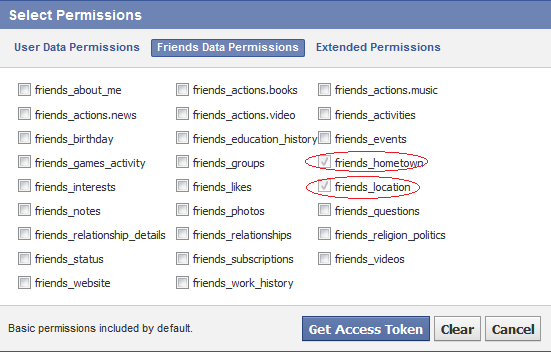 Select Permissions
User Data Permissions Friends Data Permissions Extended Permissions
friends_about_me friends_actions.books friends_actions.music
friends_actions.news friends_actions.video friends_activities
friends_birthday friends_education_history friends_events
friends_games_activity friends_groups friends_hometown
friends_interests friends_likes friends_location
friends_notes friends_photos friends_questions
friends_relationship_details friends_relationships friends_religion_politics
friends_status friends_subscriptions friends_videos
friends_website friends_work_history
Basic permissions included by default. Get Access Token Clear Cancel